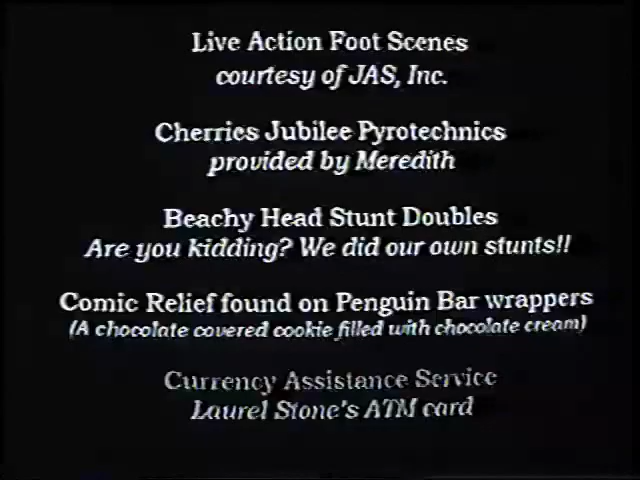 Live Action Foot Scenes
courtesy of JAS, Inc.
Cherries Jubilee Pyrotechnics
provided by Meredith
Beachy Head Stunt Doubles
Are you kidding? We did our own stunts!!
Comic Relief found on Penguin Bar wrappers
(A chocolate covered cookie filled with chocolate cream)
Currency Assistance Service
Laurel Stone's ATM card